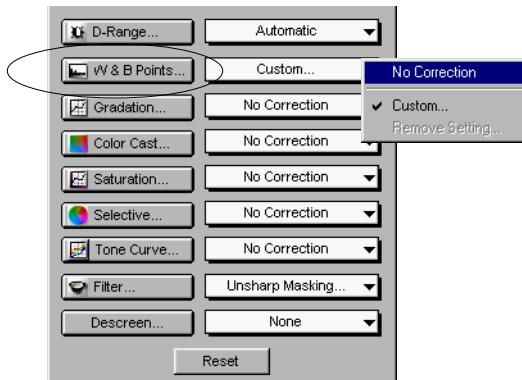 D-Range... Automatic
W & B Points... Custom...
No Correction
Custom...
Remove Setting...
Gradation... No Correction
Color Cast... No Correction
Saturation... No Correction
Selective... No Correction
Tone Curve... No Correction
Filter... Unsharp Masking...
Descreen... None
Reset